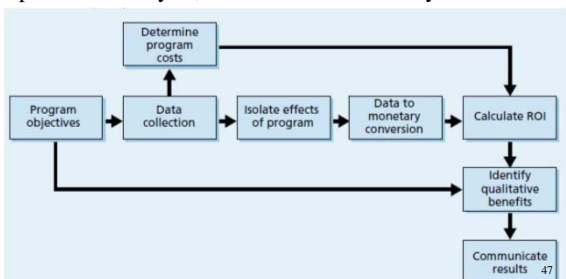 Determine
program
costs
Program
objectives
Data
collection
Isolate effects
of program
Data to
monetary
conversion
Calculate ROI
Identify
qualitative
benefits
Communicate
results 47